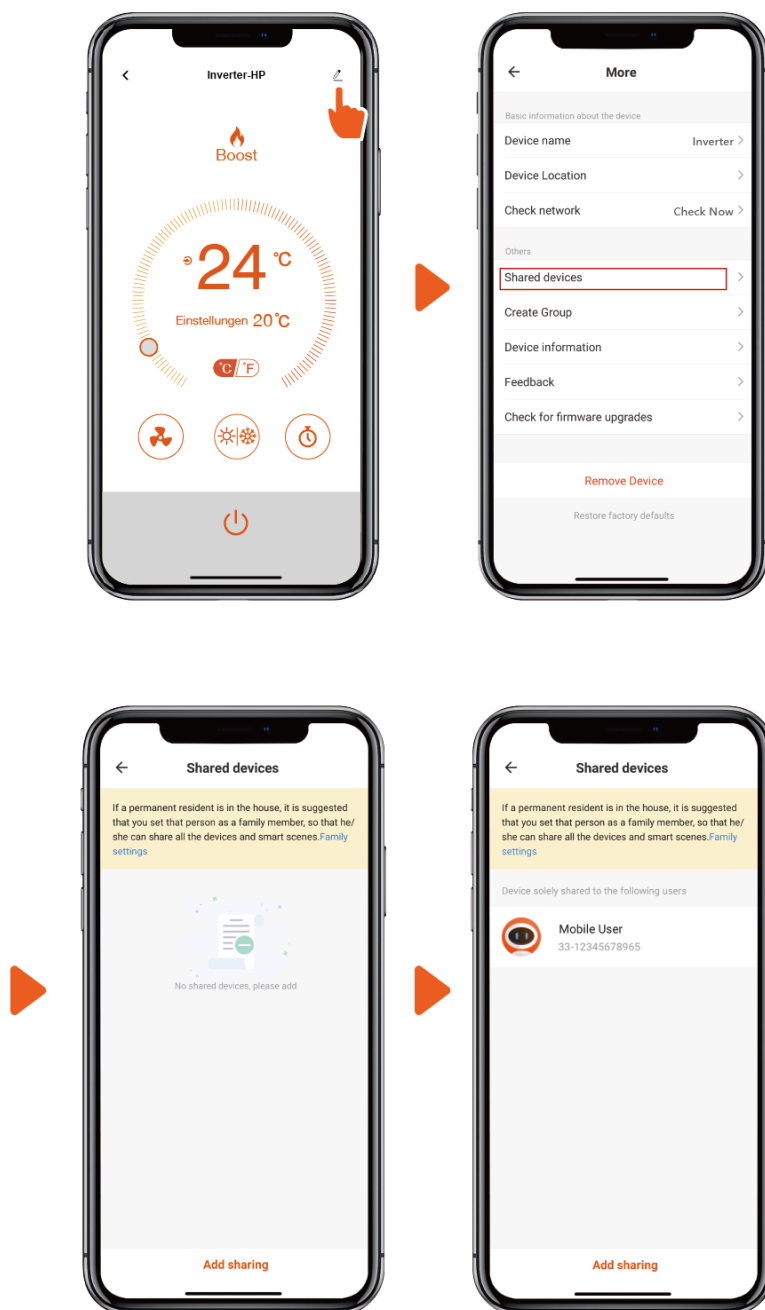 Inverter-HP
Boost
24 °C
Einstellungen 20°C
°C/°F
More
Basic information about the device
Device name Inverter
Device Location
Check network Check Now
Others
Shared devices
Create Group
Device information
Feedback
Check for firmware upgrades
Remove Device
Restore factory defaults
Shared devices
If a permanent resident is in the house, it is suggested
that you set that person as a family member, so that he/
she can share all the devices and smart scenes.Family
settings
No shared devices, please add
Add sharing
Shared devices
If a permanent resident is in the house, it is suggested
that you set that person as a family member, so that he/
she can share all the devices and smart scenes.Family
settings
Device solely shared to the following users
Mobile User
33-12345678965
Add sharing